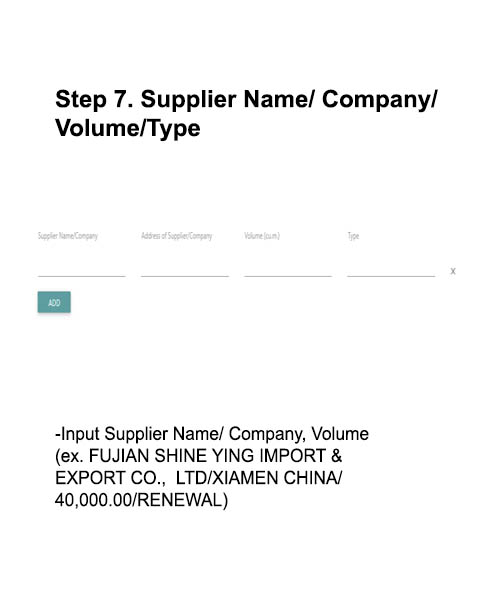 Step 7. Supplier Name/ Company/
Volume/Type
Supplier Name/Company Address of Supplier/Company Volume (cu.m.) Type
x
ADD
-Input Supplier Name/ Company, Volume
(ex. FUJIAN SHINE YING IMPORT &
EXPORT CO., LTD/XIAMEN CHINA/
40,000.00/RENEWAL)